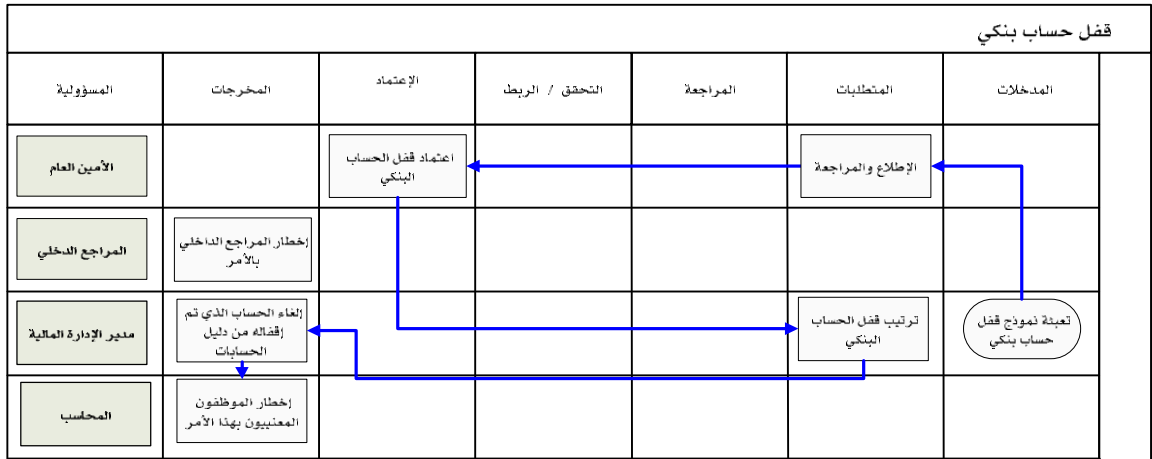 قفل حساب بنكي
المدخلات
المتطلبات
المراجعة
التحقق / الربط
الإعتماد
المخرجات
المسؤولية
الإطلاع والمراجعة
اعتماد قفل الحساب
البنكي
الأمين العام
إخطار المراجع الداخلي
بالأمر
المراجع الدخلي
تعبئة نموذج قفل
حساب بنكي
ترتيب قفل الحساب
البنكي
إلغاء الحساب الذي تم
إقفاله من دليل
الحسابات
مدير الإدارة المالية
إخطار الموظفون
المعنييون بهذا الأمر
المحاسب